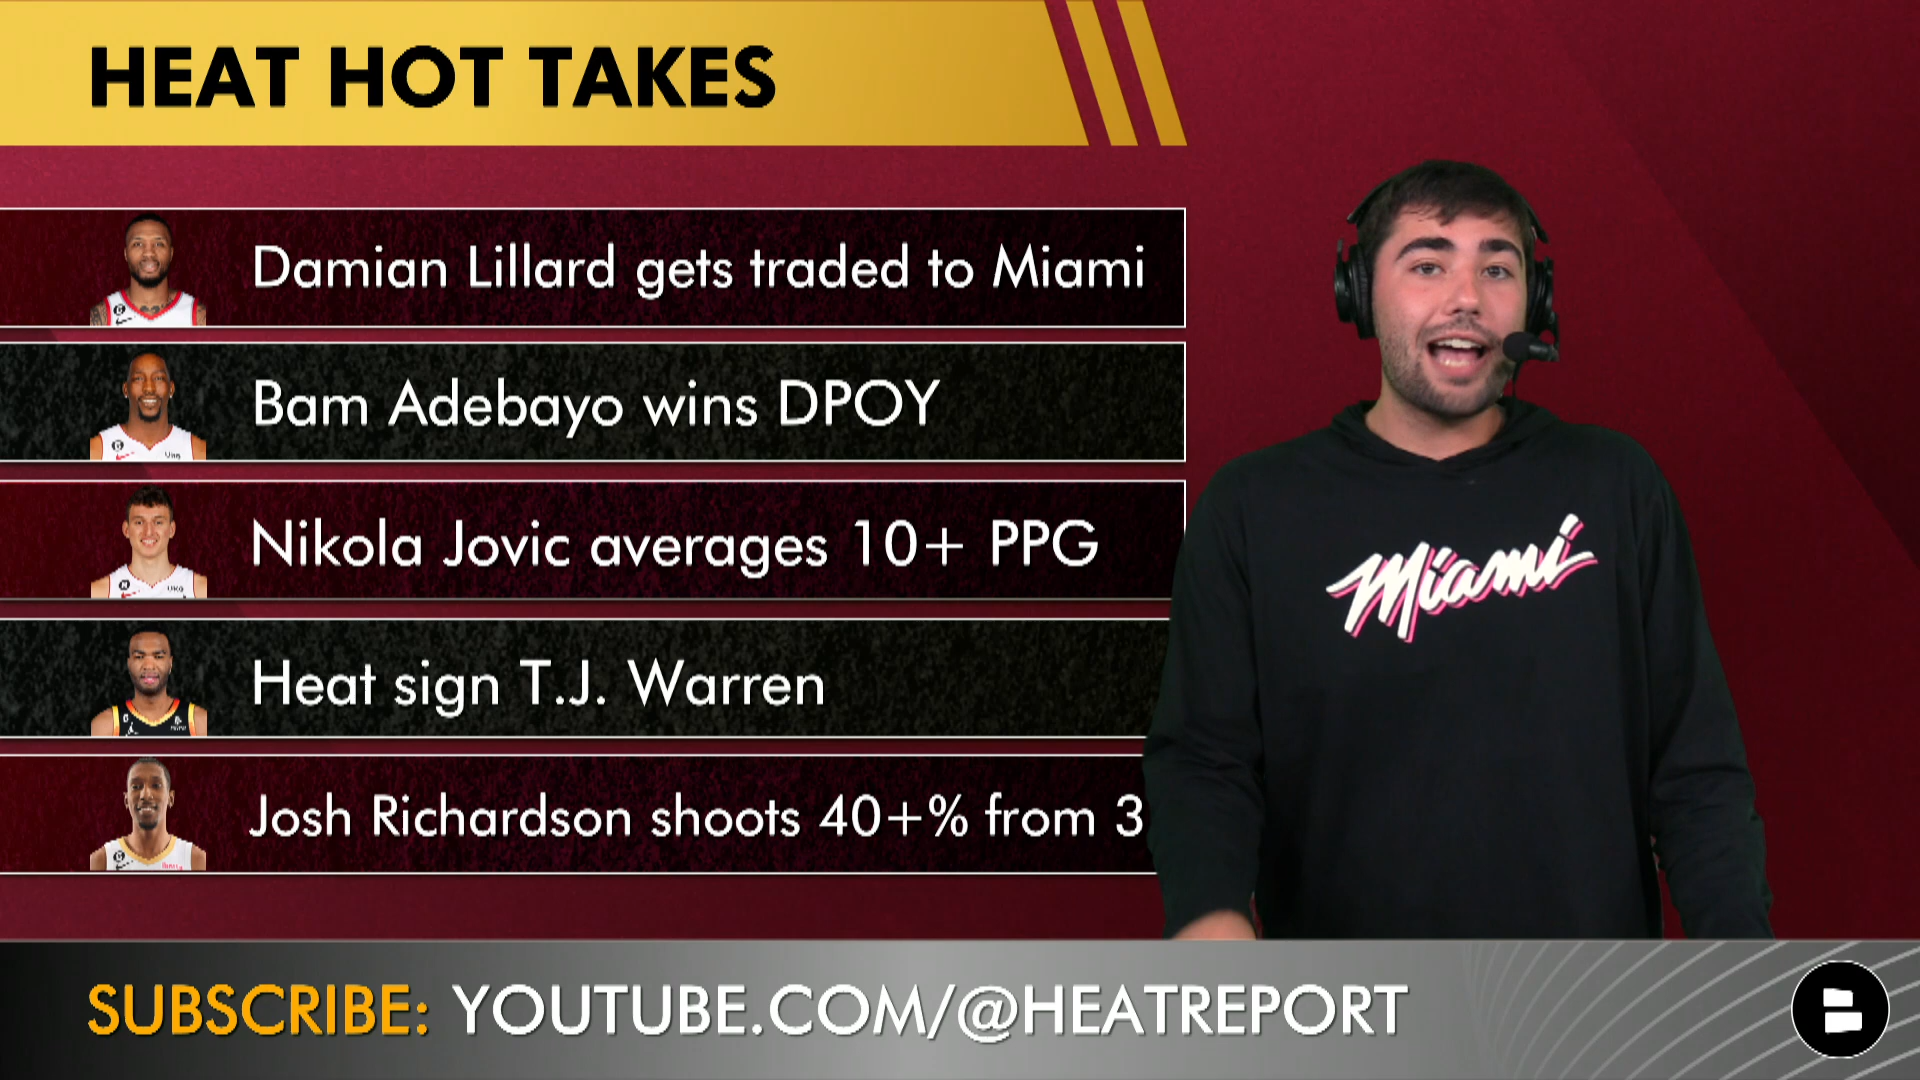 HEAT HOT TAKES
Damian Lillard gets traded to Miami
Bam Adebayo wins DPOY
Nikola Jovic averages 10+ PPG
Heat sign T.J. Warren
Josh Richardson shoots 40+% from 3
Miami
SUBSCRIBE: YOUTUBE.COM/@HEATREPORT